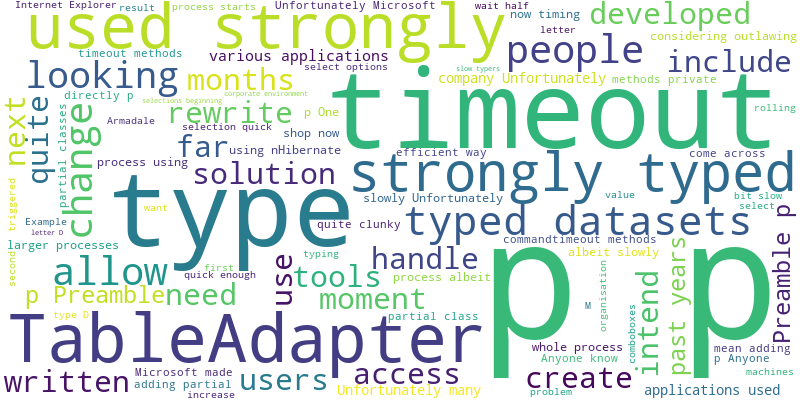 Internet Explorer result process starts Unfortunately Microsoft wait half now timing developed
used strongly letter considering outlawing
timeout methods various applications people include
looking months select options slow typers company Unfortunately methods private
directly p corporate environment
selections beginning rewrite p One timeout rolling
next quite partial classes change Armadale selection quick shop now
far using nHibernate efficient way come across
process using solution strongly typed
type slowly Unfortunately value bit slow select
triggered Example want quite clunky typed datasets
letter D commandtimeout methods
larger processes typing handle albeit slowly Preamble p
second allow first use tools process albeit p p
quick enough organisation intend past years
p Preamble need moment M
type D partial class comboboxes
TableAdapter whole process mean adding
Anyone know p Anyone
written Microsoft made users access create machines
adding partial increase Unfortunately many problem applications used